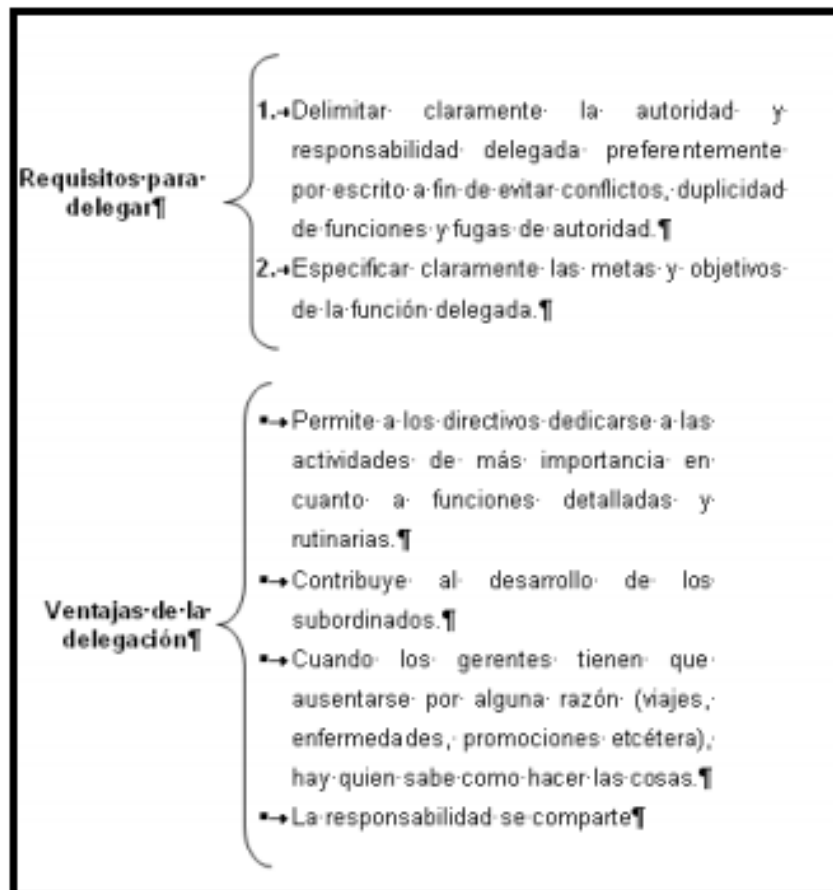 Requisitos para
delegar
1. Delimitar claramente la autoridad y
responsabilidad delegada preferentemente
por escrito a fin de evitar conflictos, duplicidad
de funciones y fugas de autoridad.
2. Especificar claramente las metas y objetivos
de la función delegada.
Ventajas de la
delegación
Permite a los directivos dedicarse a las
actividades de más importancia en
cuanto a funciones detalladas y
rutinarias.
Contribuye al desarrollo de los
subordinados.
Cuando los gerentes tienen que
ausentarse por alguna razón (viajes,
enfermedades, promociones etcétera),
hay quien sabe como hacer las cosas.
La responsabilidad se comparte